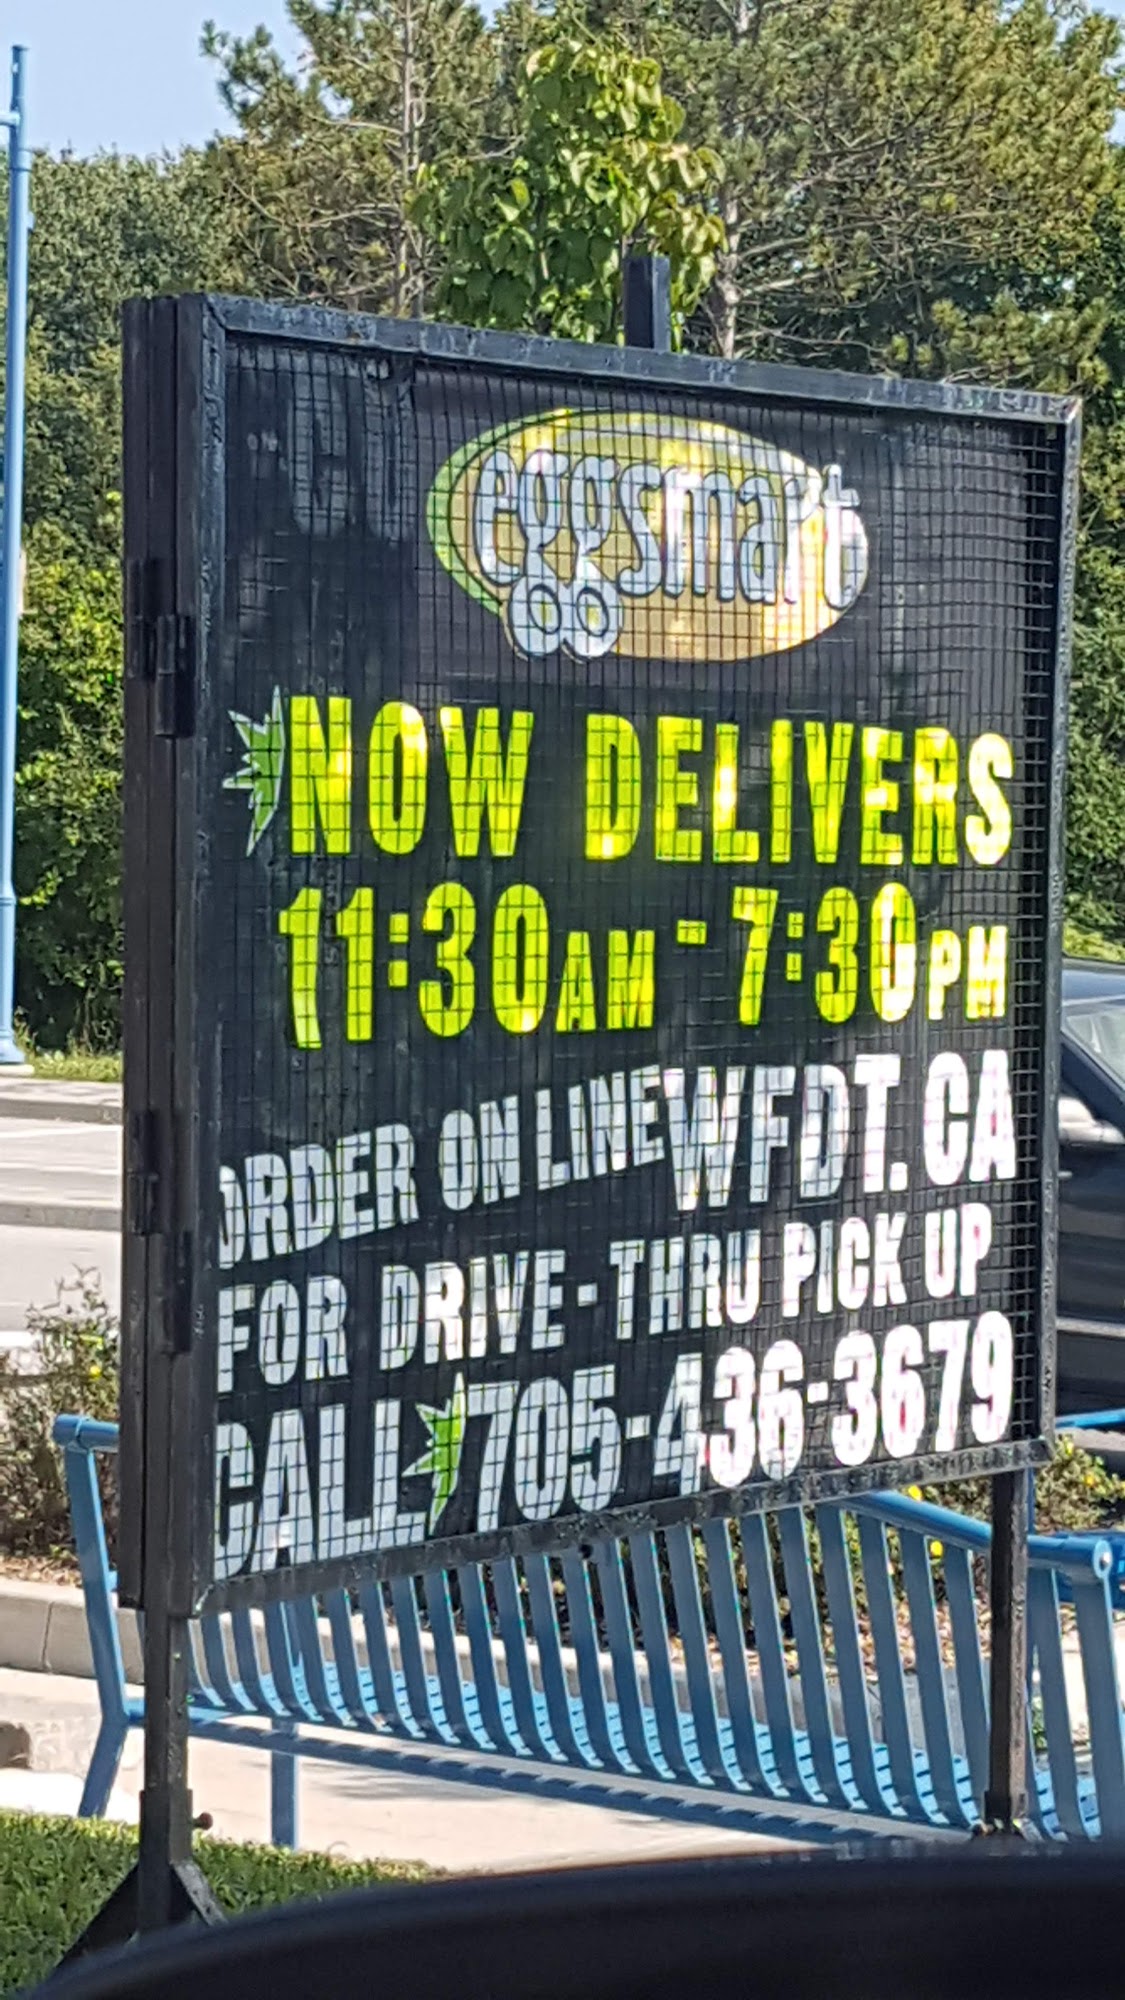 eggsmart
NOW DELIVERS
11:30AM - 7:30PM
ORDER ON LINE WFDT.CA
FOR DRIVE-THRU PICK UP
CALL 705-436-3679